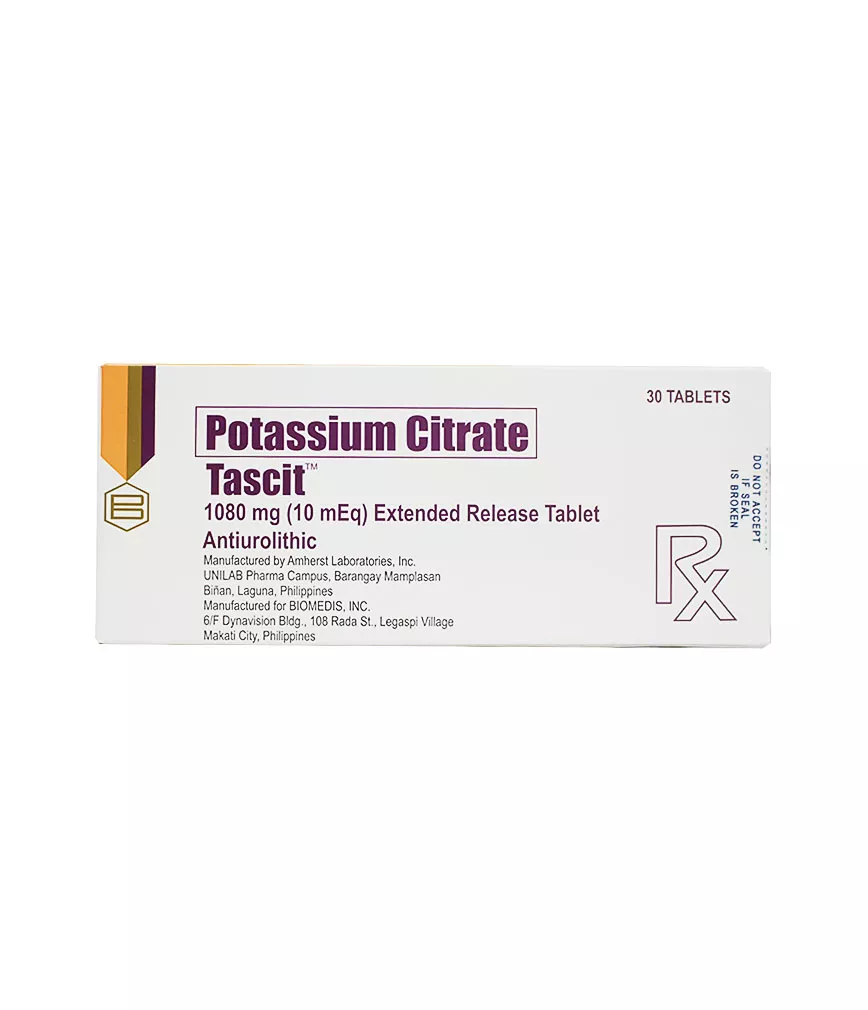 30 TABLETS
Potassium Citrate
Tascit™
1080 mg (10 mEq) Extended Release Tablet
Antiurolithic
Manufactured by Amherst Laboratories, Inc.
UNILAB Pharma Campus, Barangay Mamplasan
Biñan, Laguna, Philippines
Manufactured for BIOMEDIS, INC.
6/F Dynavision Bldg., 108 Rada St., Legaspi Village
Makati City, Philippines
Rx
DO NOT ACCEPT
IF SEAL
IS BROKEN
B